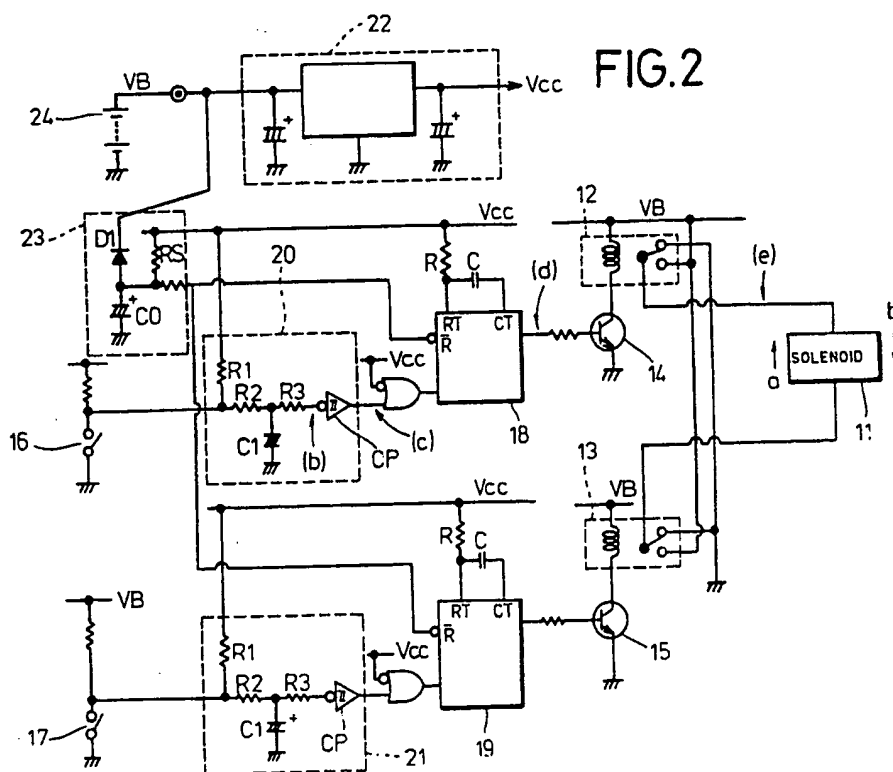 22
FIG.2
VB
Vcc
24
23
D1
RS
CO
20
Vcc
R
C
RT
CT
R̅
18
(d)
12
VB
(e)
14
b
a
SOLENOID
11
16
R1
R2
R3
C1
(b)
CP
(c)
Vcc
13
VB
15
Vcc
R
C
RT
CT
R̅
19
VB
17
R1
R2
R3
C1
CP
21
Vcc